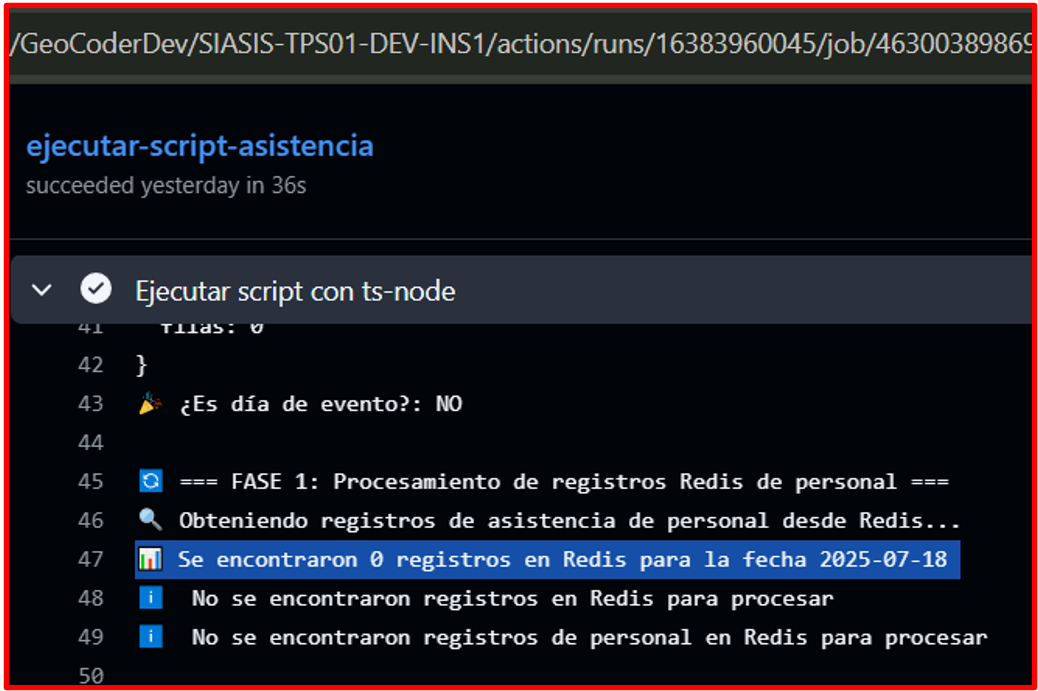 /GeoCoderDev/SIASIS-TPS01-DEV-INS1/actions/runs/16383960045/job/46300389869
ejecutar-script-asistencia
succeeded yesterday in 36s
Ejecutar script con ts-node
41 filas: 0
42 }
43 🎉 ¿Es día de evento?: NO
44
45 🔄 === FASE 1: Procesamiento de registros Redis de personal ===
46 🔍 Obteniendo registros de asistencia de personal desde Redis...
47 📊 Se encontraron 0 registros en Redis para la fecha 2025-07-18
48 ℹ️ No se encontraron registros en Redis para procesar
49 ℹ️ No se encontraron registros de personal en Redis para procesar
50